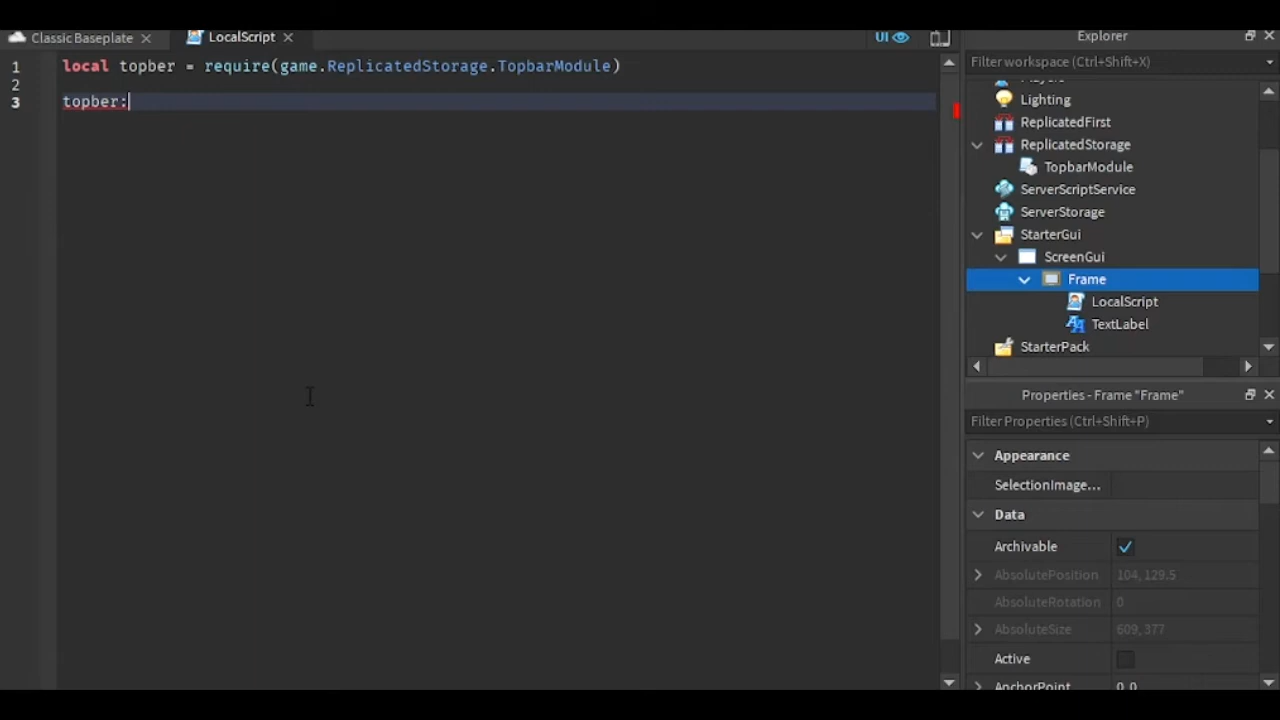 Classic Baseplate
LocalScript
UI
Explorer
1 local topber = require(game.ReplicatedStorage.TopbarModule)
2
3 topber:
Filter workspace (Ctrl+Shift+X)
Players
Lighting
ReplicatedFirst
ReplicatedStorage
TopbarModule
ServerScriptService
ServerStorage
StarterGui
ScreenGui
Frame
LocalScript
TextLabel
StarterPack
Properties - Frame "Frame"
Filter Properties (Ctrl+Shift+P)
Appearance
SelectionImage...
Data
Archivable
AbsolutePosition 104, 129.5
AbsoluteRotation 0
AbsoluteSize 609, 377
Active
AnchorPoint 0, 0